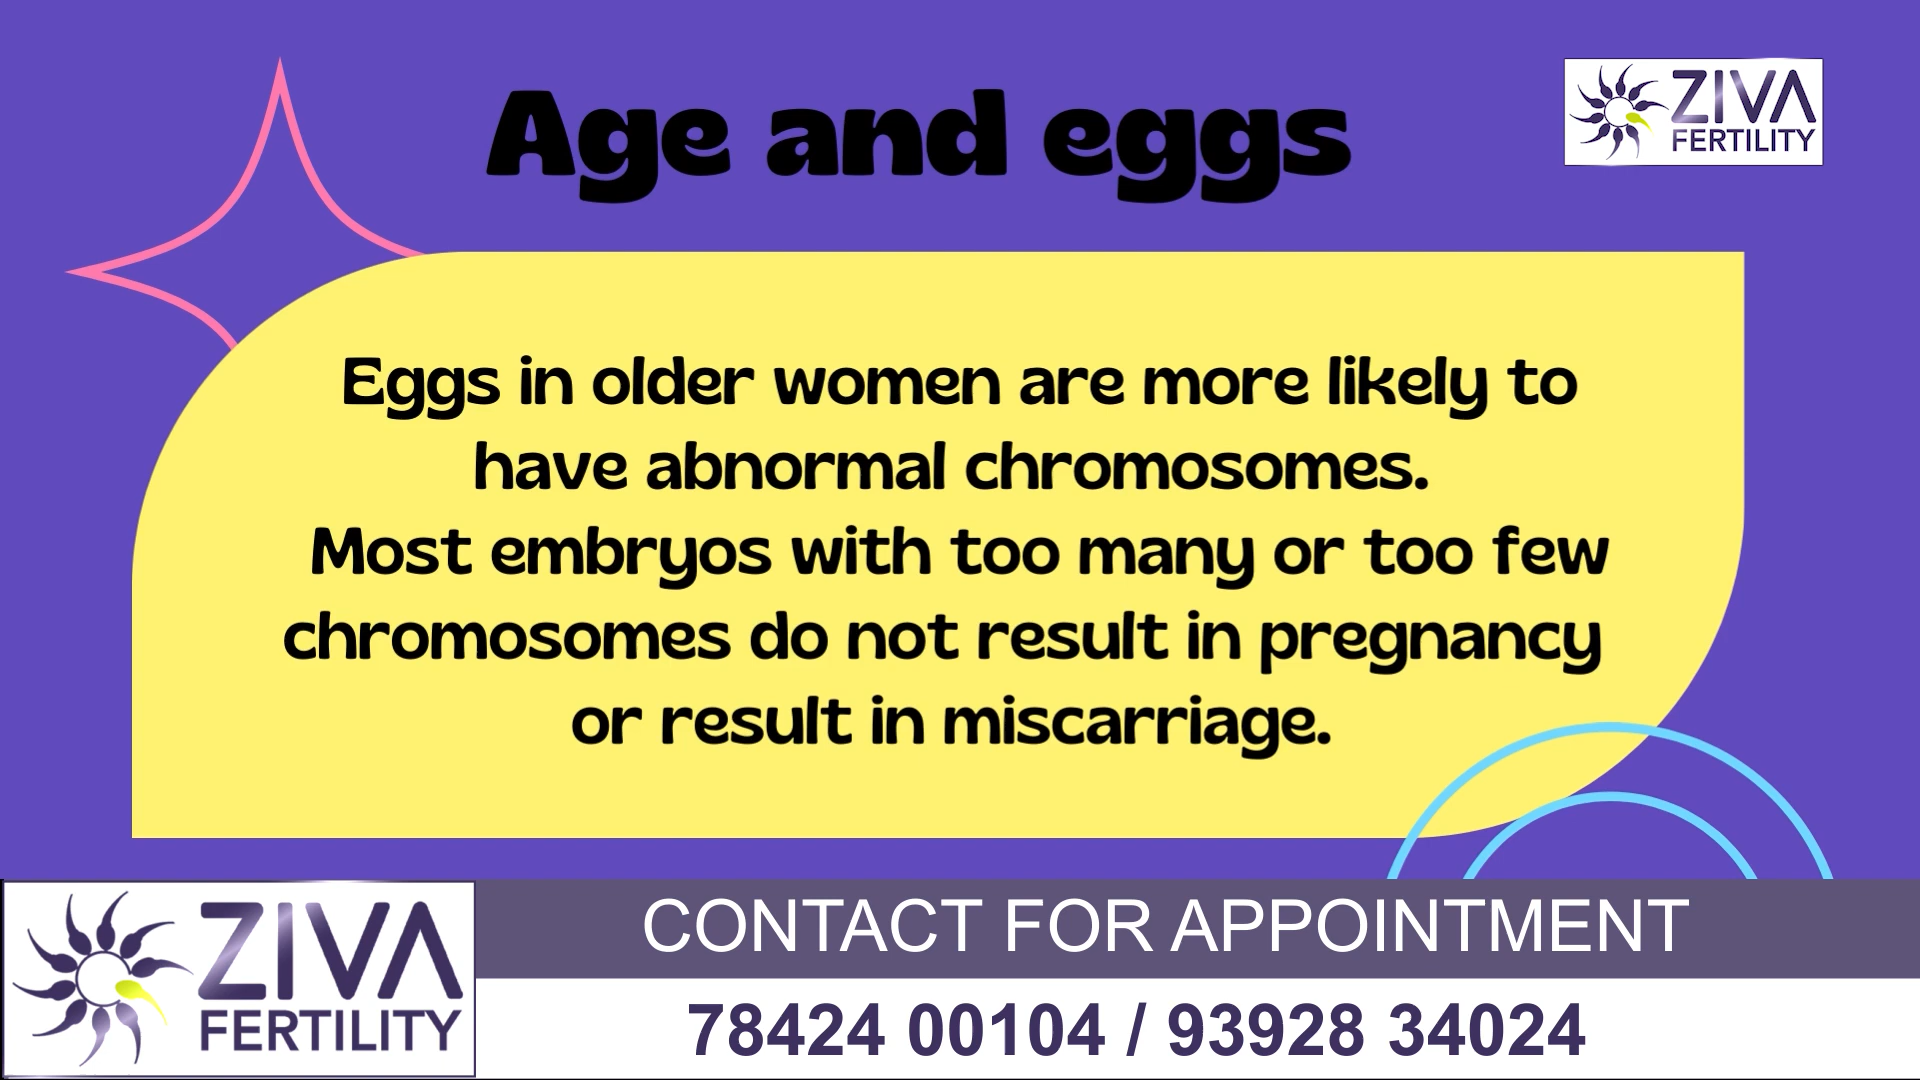 Age and eggs
ZIVA
FERTILITY
Eggs in older women are more likely to
have abnormal chromosomes.
Most embryos with too many or too few
chromosomes do not result in pregnancy
or result in miscarriage.
ZIVA
FERTILITY
CONTACT FOR APPOINTMENT
78424 00104 / 93928 34024